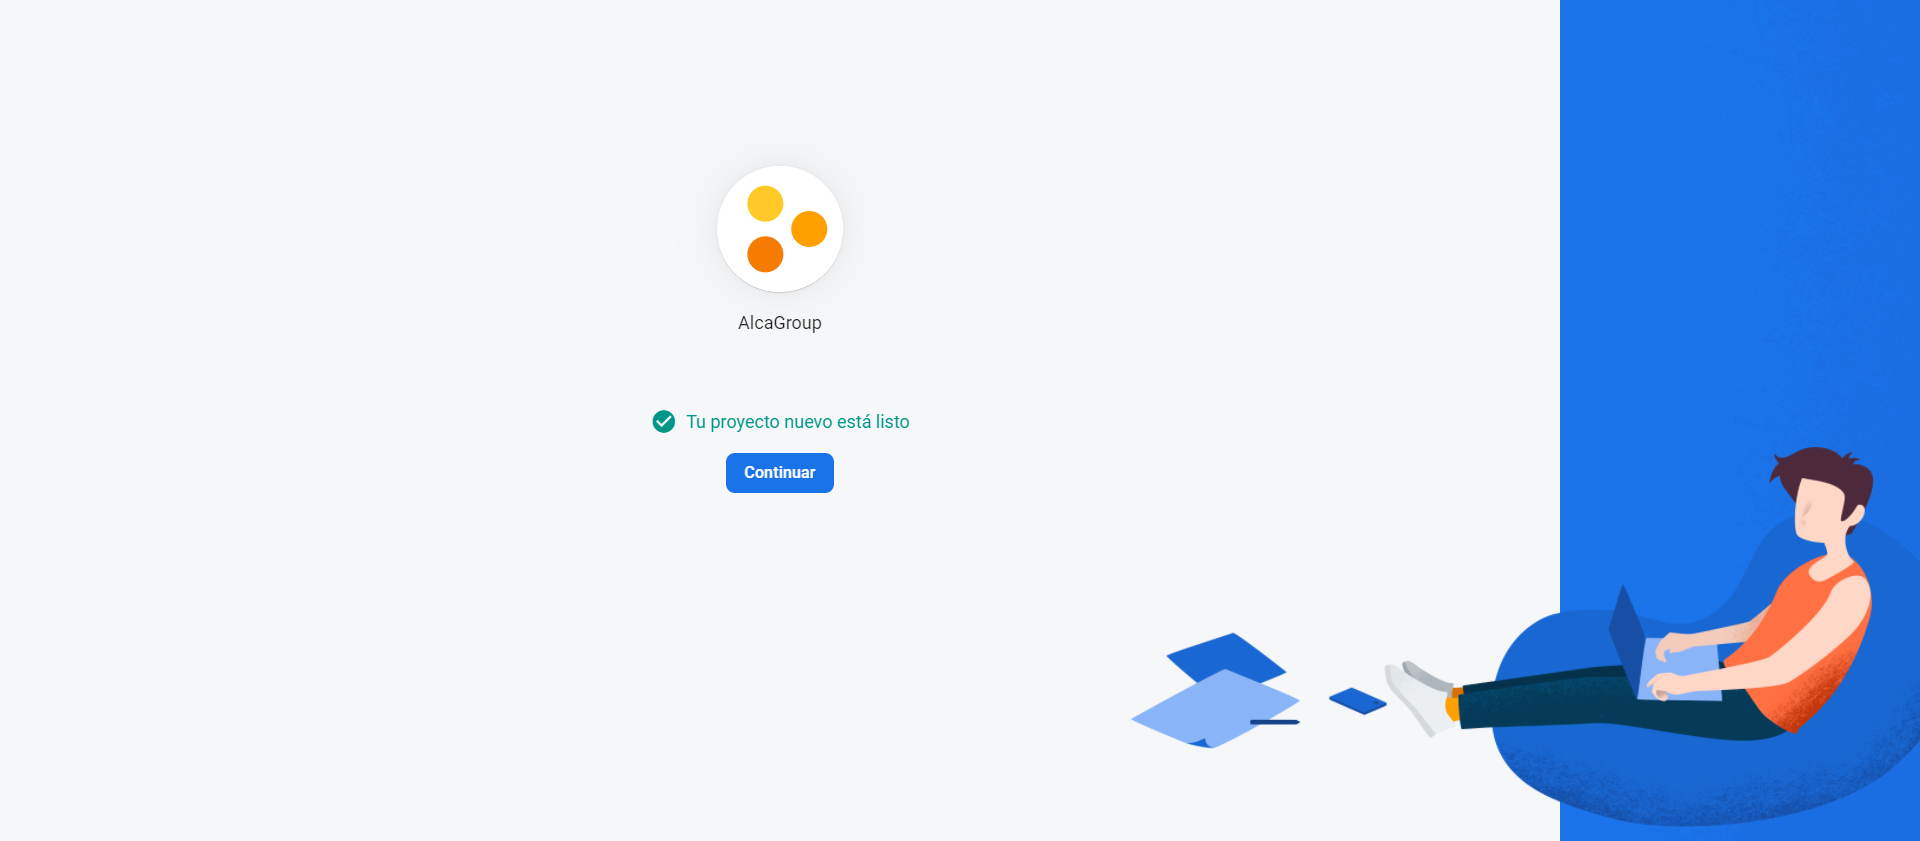 AlcaGroup
Tu proyecto nuevo está listo
Continuar